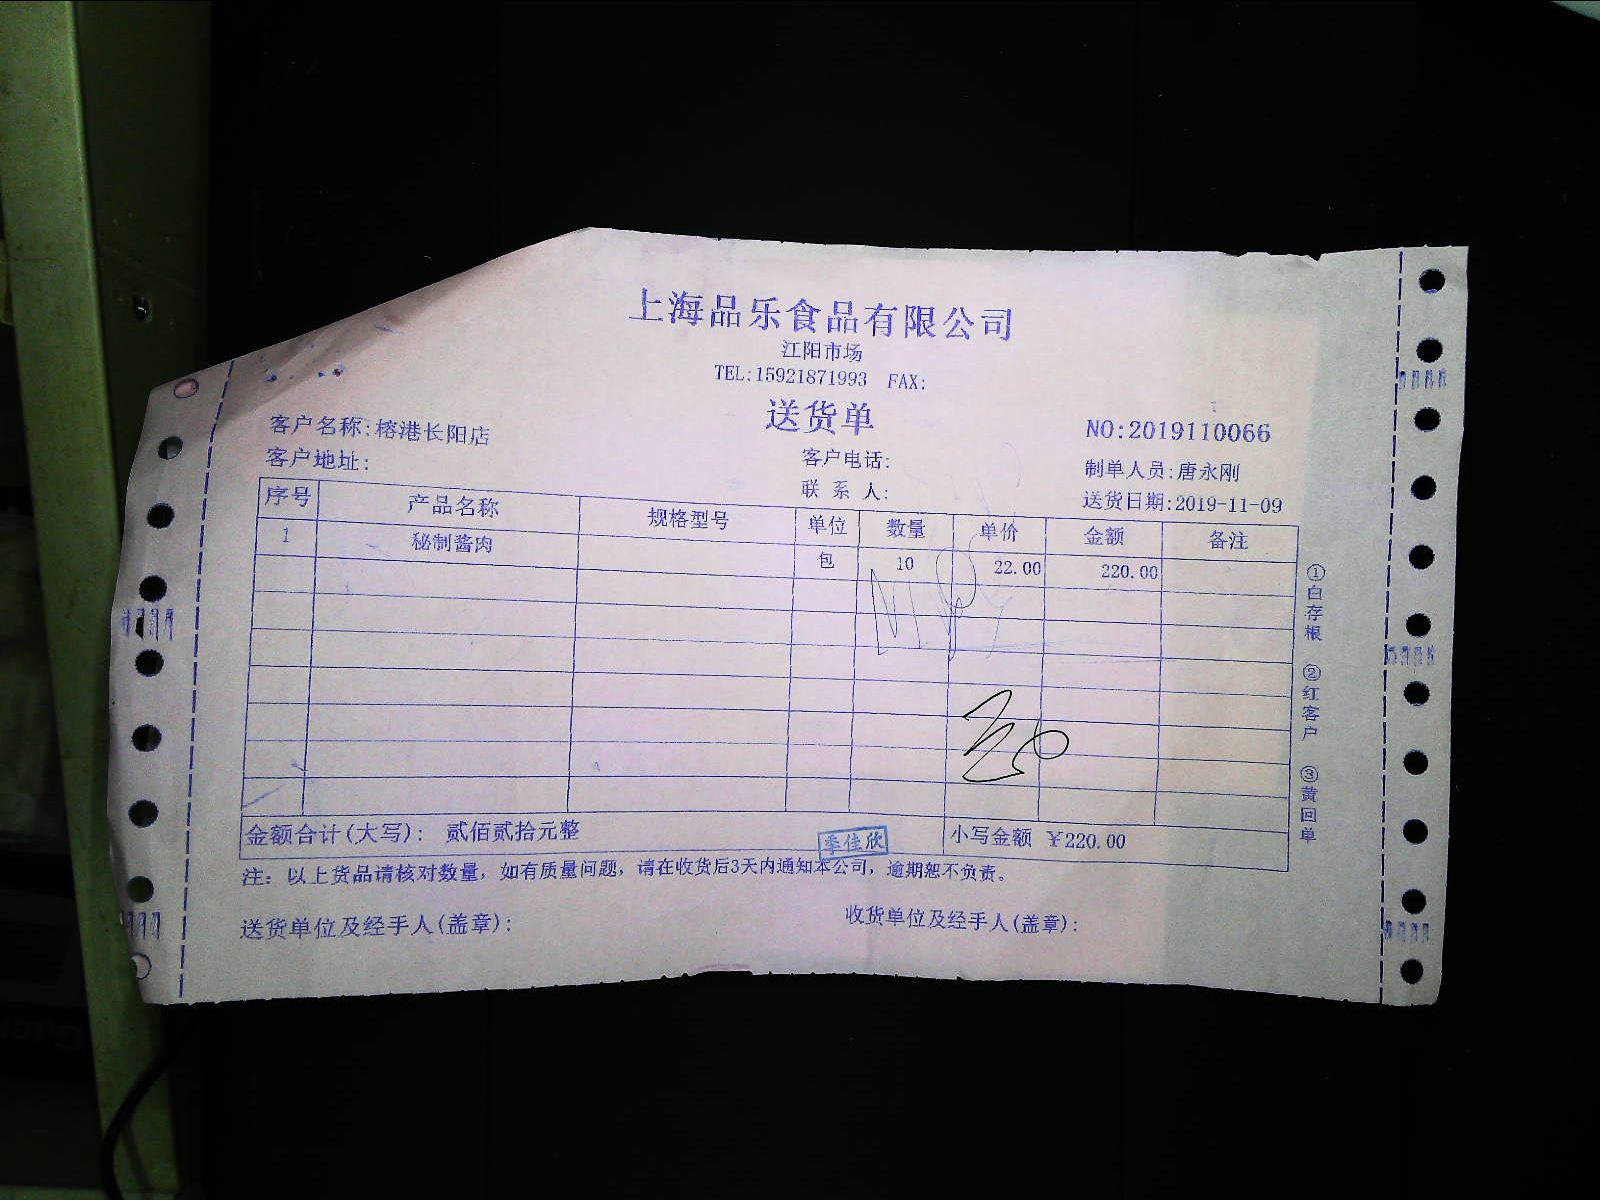 上海品乐食品有限公司
江阳市场
TEL:15921871993 FAX:
送货单
客户名称:榕港长阳店
客户电话:
NO:2019110066
客户地址:
联 系 人:
制单人员:唐永刚
送货日期:2019-11-09
序号 产品名称 规格型号 单位 数量 单价 金额 备注
1 秘制酱肉 包 10 22.00 220.00
金额合计(大写): 贰佰贰拾元整 小写金额 ¥220.00
季佳欣
注: 以上货品请核对数量, 如有质量问题, 请在收货后3天内通知本公司, 逾期恕不负责。
送货单位及经手人(盖章): 收货单位及经手人(盖章):
①白存根 ②红客户 ③黄回单